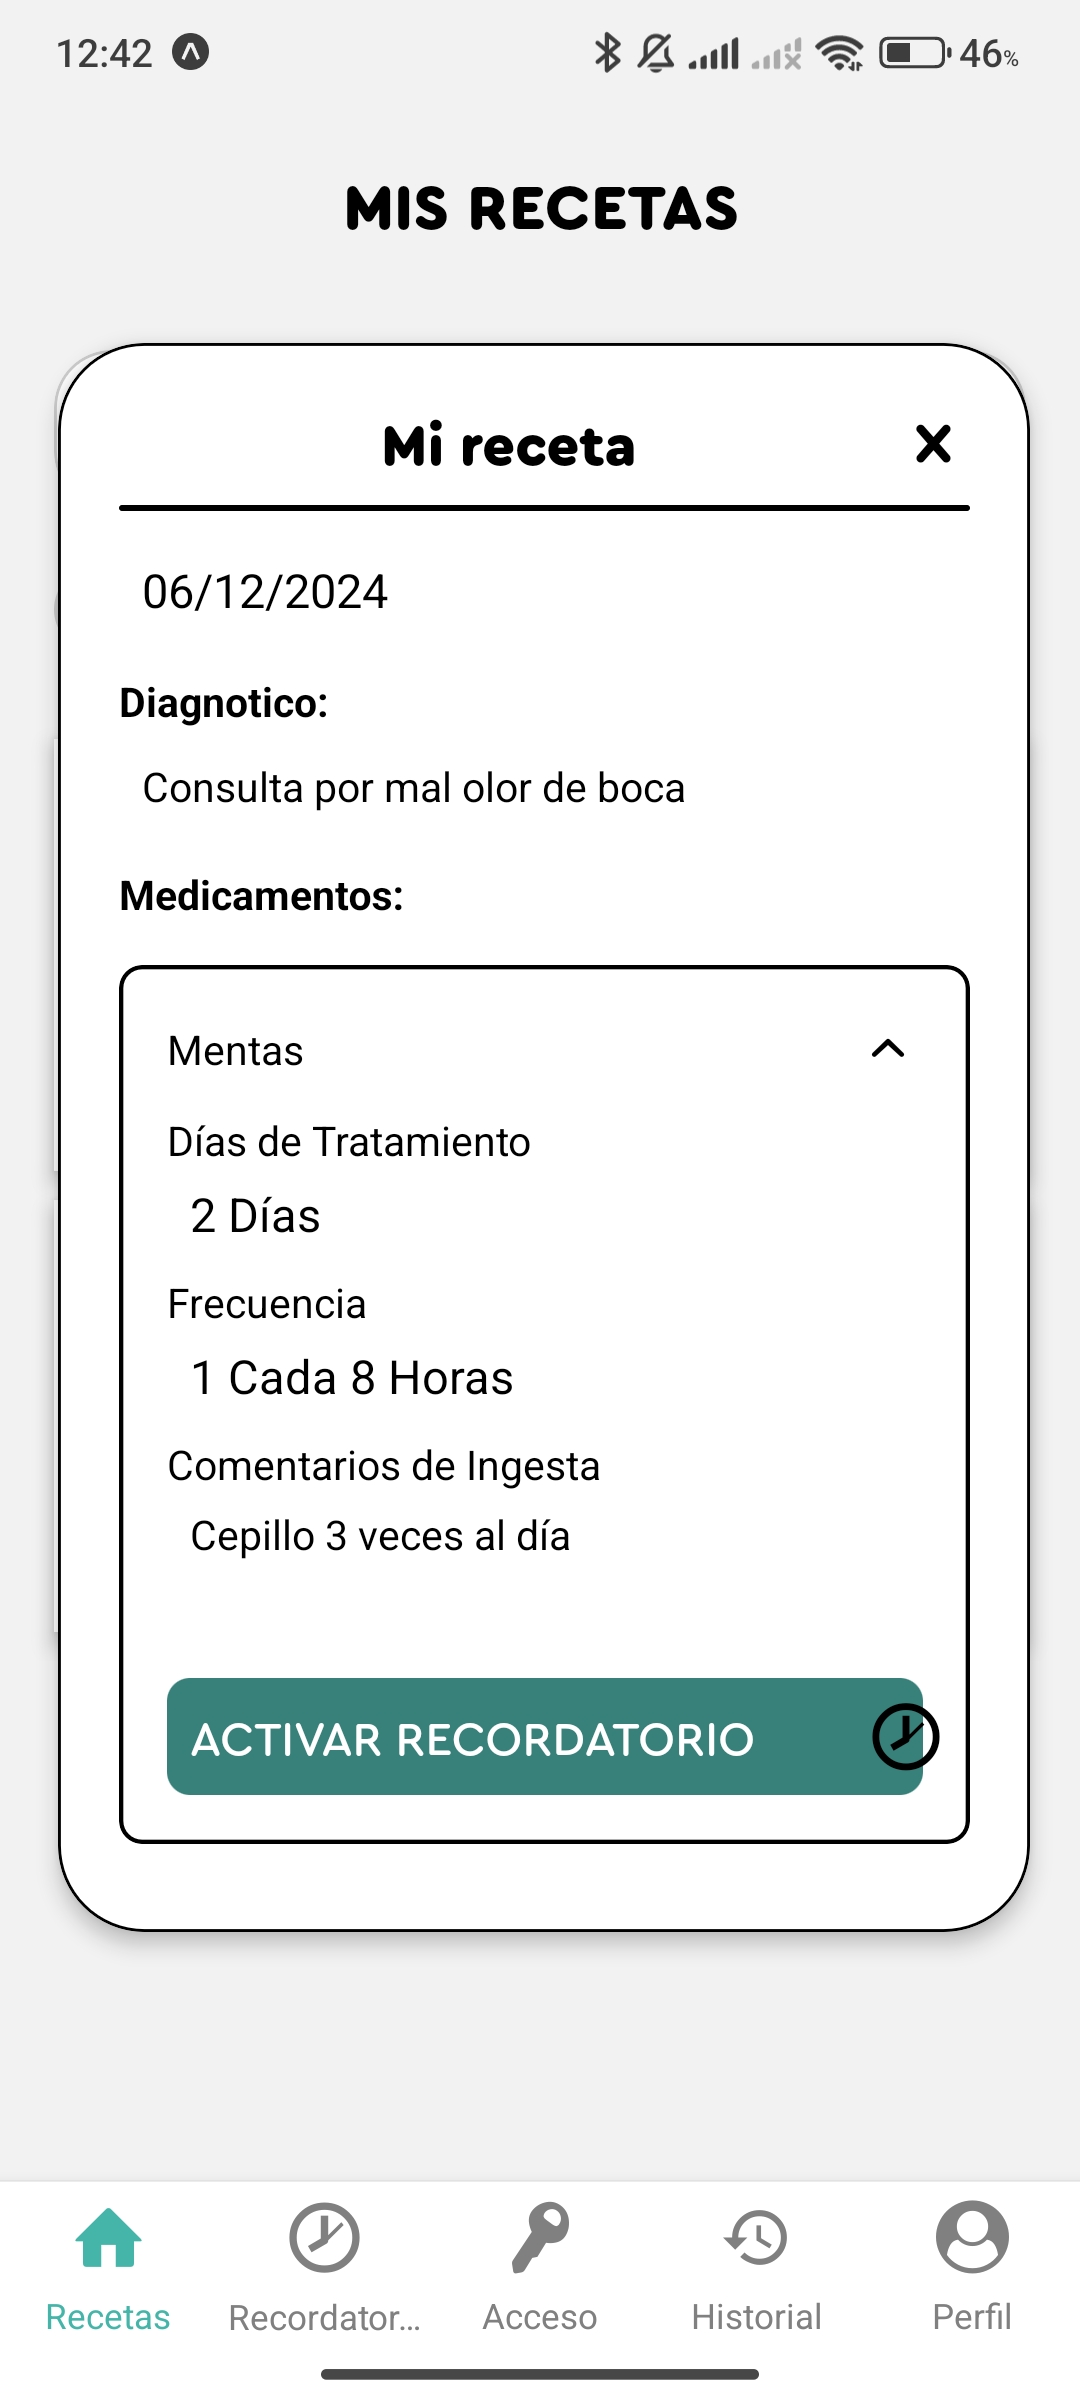 12:42
46%
MIS RECETAS
Mi receta
X
06/12/2024
Diagnotico:
Consulta por mal olor de boca
Medicamentos:
Mentas
Días de Tratamiento
2 Días
Frecuencia
1 Cada 8 Horas
Comentarios de Ingesta
Cepillo 3 veces al día
ACTIVAR RECORDATORIO
Recetas
Recordator...
Acceso
Historial
Perfil